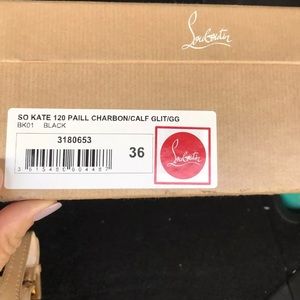 Louboutin
SO KATE 120 PAILL CHARBON/CALF GLIT/GG
BK01 BLACK
3180653
36
Louboutin